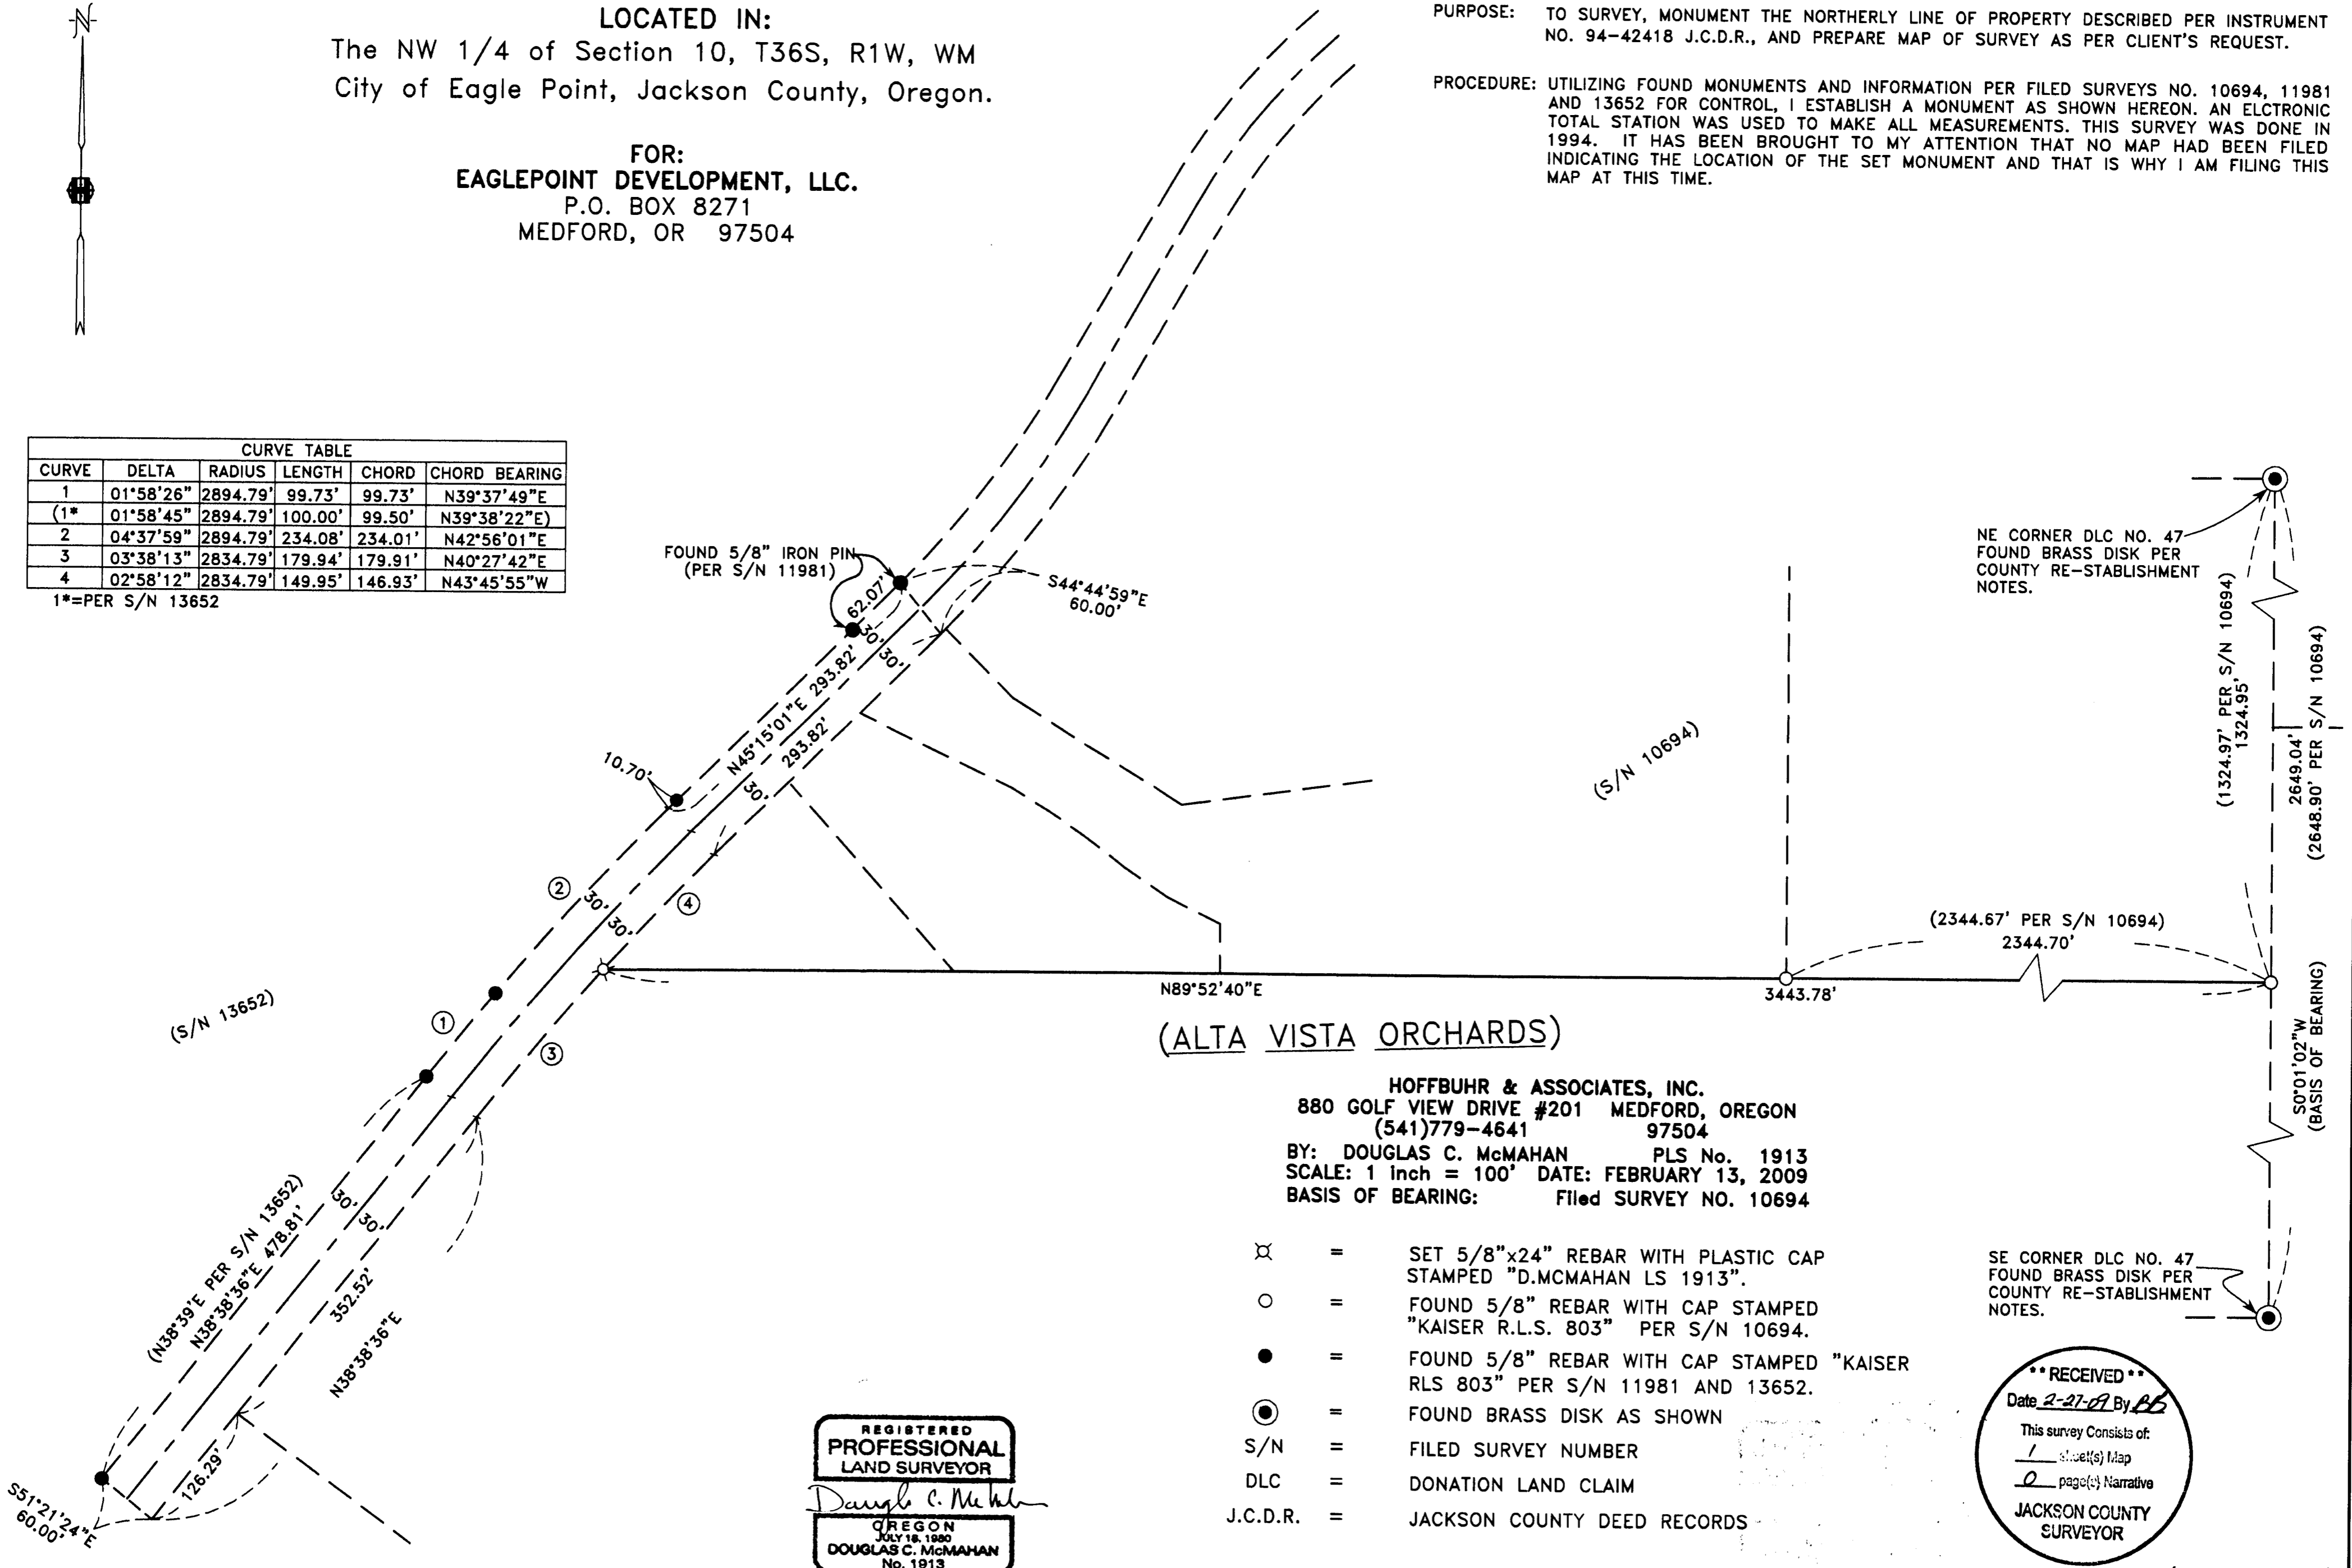 N
LOCATED IN:
The NW 1/4 of Section 10, T36S, R1W, WM
City of Eagle Point, Jackson County, Oregon.
FOR:
EAGLEPOINT DEVELOPMENT, LLC.
P.O. BOX 8271
MEDFORD, OR 97504
PURPOSE: TO SURVEY, MONUMENT THE NORTHERLY LINE OF PROPERTY DESCRIBED PER INSTRUMENT
NO. 94-42418 J.C.D.R., AND PREPARE MAP OF SURVEY AS PER CLIENT'S REQUEST.
PROCEDURE: UTILIZING FOUND MONUMENTS AND INFORMATION PER FILED SURVEYS NO. 10694, 11981
AND 13652 FOR CONTROL, I ESTABLISH A MONUMENT AS SHOWN HEREON. AN ELCTRONIC
TOTAL STATION WAS USED TO MAKE ALL MEASUREMENTS. THIS SURVEY WAS DONE IN
1994. IT HAS BEEN BROUGHT TO MY ATTENTION THAT NO MAP HAD BEEN FILED
INDICATING THE LOCATION OF THE SET MONUMENT AND THAT IS WHY I AM FILING THIS
MAP AT THIS TIME.
CURVE TABLE
CURVE DELTA RADIUS LENGTH CHORD CHORD BEARING
1 01°58'26" 2894.79' 99.73' 99.73' N39°37'49"E
(1* 01°58'45" 2894.79' 100.00' 99.50' N39°38'22"E)
2 04°37'59" 2894.79' 234.08' 234.01' N42°56'01"E
3 03°38'13" 2834.79' 179.94' 179.91' N40°27'42"E
4 02°58'12" 2834.79' 149.95' 146.93' N43°45'55"W
1*=PER S/N 13652
FOUND 5/8" IRON PIN
(PER S/N 11981)
62.07'
S44°44'59"E
60.00'
30' 30'
N45°15'01"E 293.82'
293.82'
30'
10.70'
2
30' 30'
4
1
3
(S/N 13652)
(S/N 10694)
NE CORNER DLC NO. 47
FOUND BRASS DISK PER
COUNTY RE-STABLISHMENT
NOTES.
(1324.97' PER S/N 10694)
1324.95'
2649.04'
(2648.90' PER S/N 10694)
(2344.67' PER S/N 10694)
2344.70'
N89°52'40"E
3443.78'
S0°01'02"W
(BASIS OF BEARING)
(ALTA VISTA ORCHARDS)
HOFFBUHR & ASSOCIATES, INC.
880 GOLF VIEW DRIVE #201 MEDFORD, OREGON
(541)779-4641 97504
BY: DOUGLAS C. McMAHAN PLS No. 1913
SCALE: 1 inch = 100' DATE: FEBRUARY 13, 2009
BASIS OF BEARING: Filed SURVEY NO. 10694
= SET 5/8"x24" REBAR WITH PLASTIC CAP
STAMPED "D.MCMAHAN LS 1913".
= FOUND 5/8" REBAR WITH CAP STAMPED
"KAISER R.L.S. 803" PER S/N 10694.
= FOUND 5/8" REBAR WITH CAP STAMPED "KAISER
RLS 803" PER S/N 11981 AND 13652.
= FOUND BRASS DISK AS SHOWN
S/N = FILED SURVEY NUMBER
DLC = DONATION LAND CLAIM
J.C.D.R. = JACKSON COUNTY DEED RECORDS
SE CORNER DLC NO. 47
FOUND BRASS DISK PER
COUNTY RE-STABLISHMENT
NOTES.
(N38°39'E PER S/N 13652)
N38°38'36"E 478.81'
30' 30'
352.52'
N38°38'36"E
126.29'
S51°21'24"E
60.00'
REGISTERED
PROFESSIONAL
LAND SURVEYOR
Dougls C. McMahan
OREGON
JULY 18, 1980
DOUGLAS C. McMAHAN
No. 1913
**RECEIVED**
Date 2-27-09 By BB
This survey Consists of:
1 sheet(s) Map
0 page(s) Narrative
JACKSON COUNTY
SURVEYOR